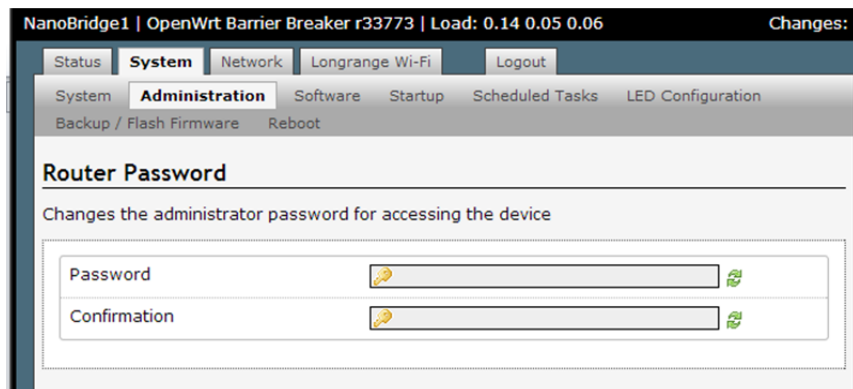 NanoBridge1 | OpenWrt Barrier Breaker r33773 | Load: 0.14 0.05 0.06 Changes:
Status System Network Longrange Wi-Fi Logout
System Administration Software Startup Scheduled Tasks LED Configuration
Backup / Flash Firmware Reboot
Router Password
Changes the administrator password for accessing the device
Password
Confirmation